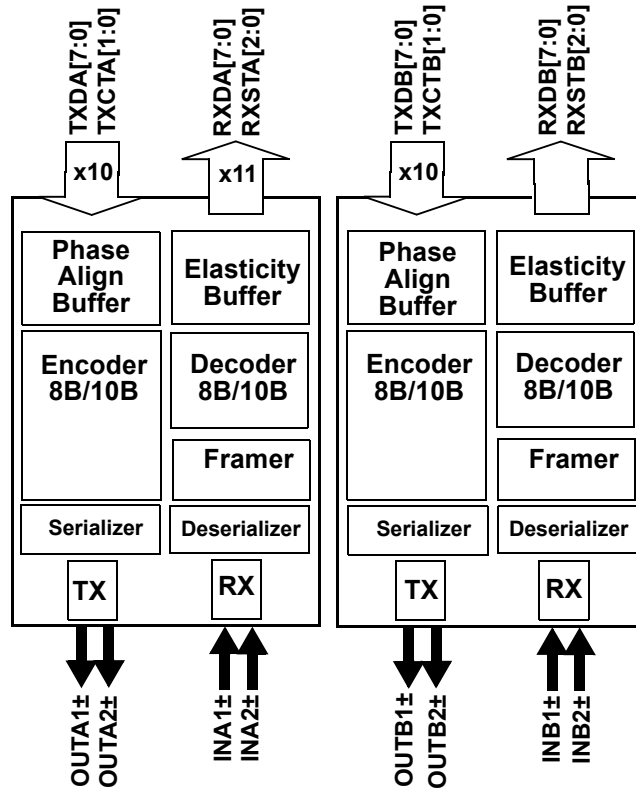 TXDA[7:0]
TXCTA[1:0]
RXDA[7:0]
RXSTA[2:0]
TXDB[7:0]
TXCTB[1:0]
RXDB[7:0]
RXSTB[2:0]
x10
x11
x10
Phase
Align
Buffer
Elasticity
Buffer
Encoder
8B/10B
Decoder
8B/10B
Framer
Serializer
Deserializer
TX
RX
Phase
Align
Buffer
Elasticity
Buffer
Encoder
8B/10B
Decoder
8B/10B
Framer
Serializer
Deserializer
TX
RX
OUTA1±
OUTA2±
INA1±
INA2±
OUTB1±
OUTB2±
INB1±
INB2±